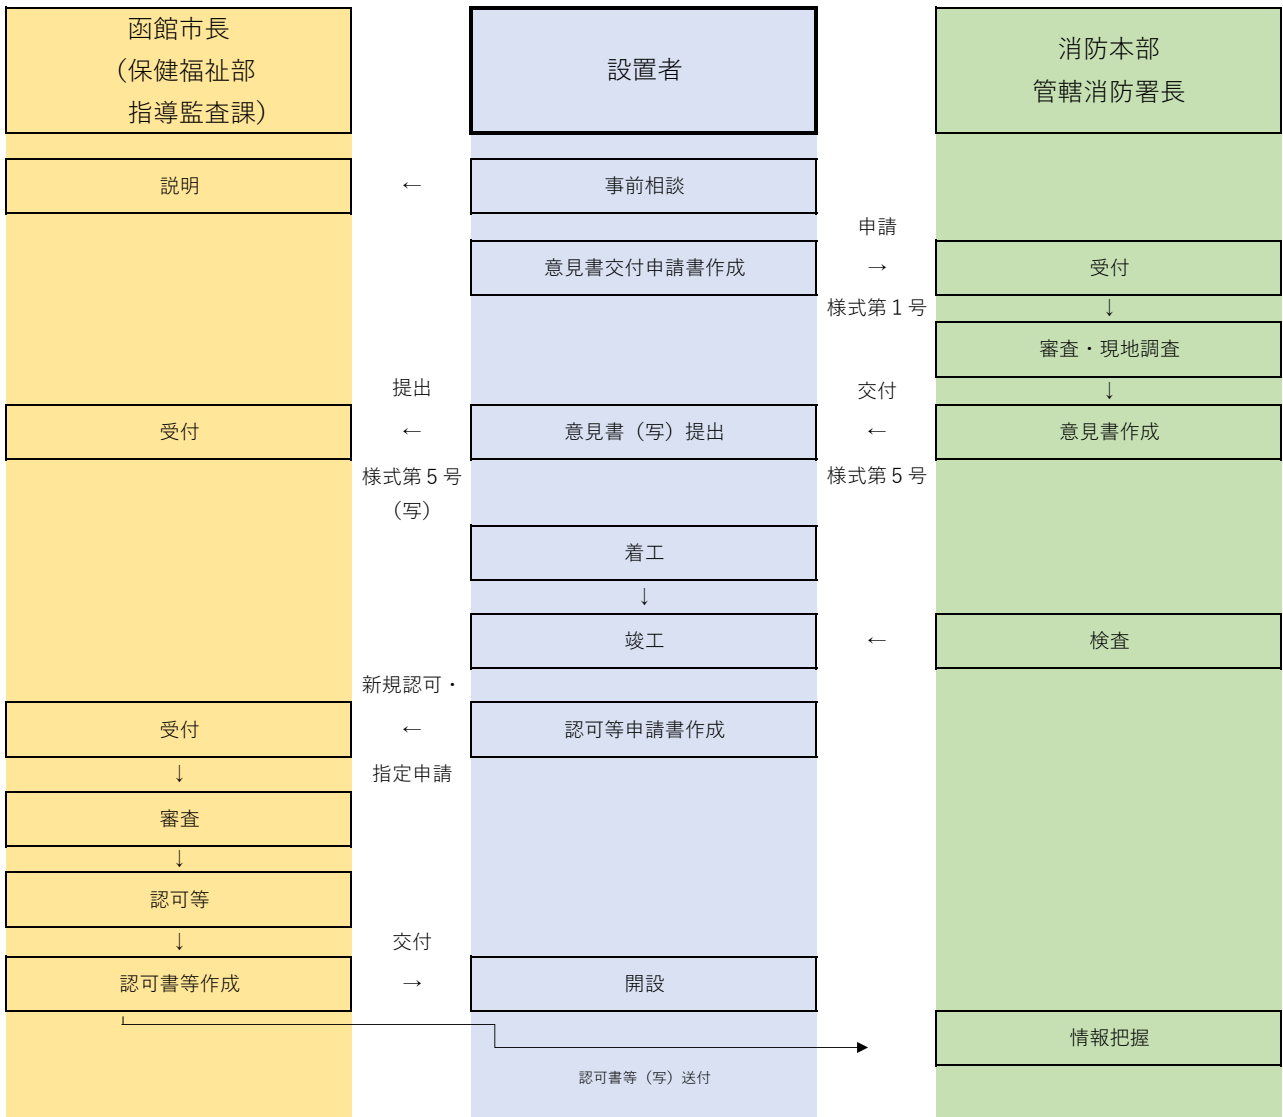 函館市長
（保健福祉部
指導監査課）
設置者
消防本部
管轄消防署長
説明
←
事前相談
申請
意見書交付申請書作成
→
受付
様式第１号
↓
審査・現地調査
↓
提出
交付
受付
←
意見書（写）提出
←
意見書作成
様式第５号
（写）
様式第５号
着工
↓
竣工
←
検査
新規認可・
受付
←
認可等申請書作成
指定申請
↓
審査
↓
認可等
↓
交付
認可書等作成
→
開設
情報把握
認可書等（写）送付